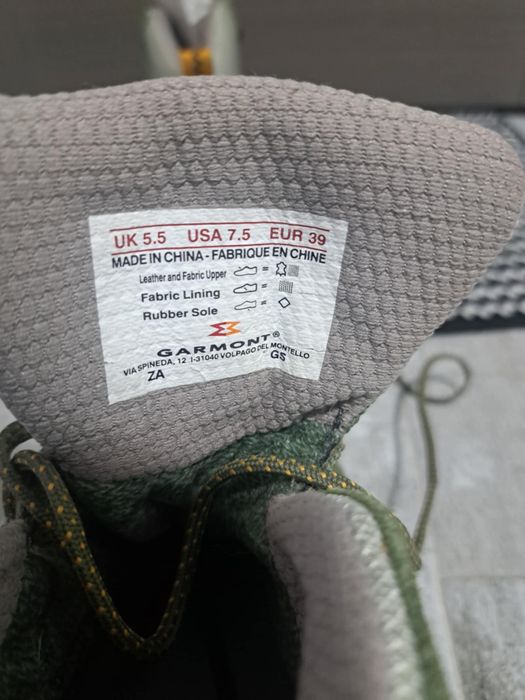 UK 5.5 USA 7.5 EUR 39
MADE IN CHINA - FABRIQUE EN CHINE
Leather and Fabric Upper = 
Fabric Lining =
Rubber Sole =
GARMONT®
VIA SPINEDA, 12 I-31040 VOLPAGO DEL MONTELLO
ZA GS